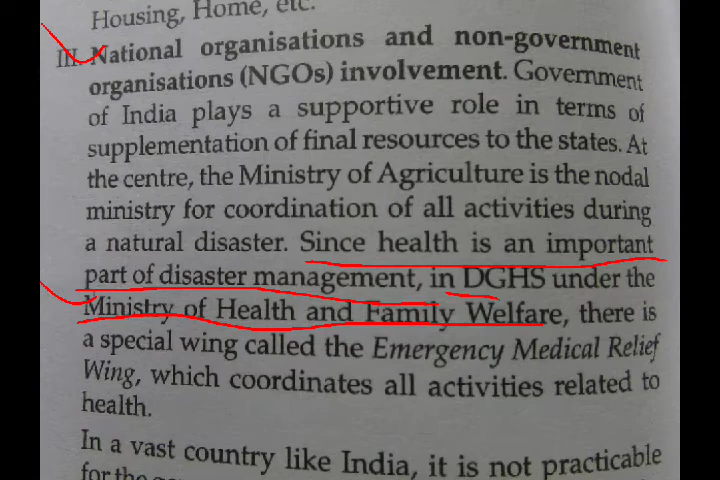 Housing, Home, etc.
III. National organisations and non-government
organisations (NGOs) involvement. Government
of India plays a supportive role in terms of
supplementation of final resources to the states. At
the centre, the Ministry of Agriculture is the nodal
ministry for coordination of all activities during
a natural disaster. Since health is an important
part of disaster management, in DGHS under the
Ministry of Health and Family Welfare, there is
a special wing called the Emergency Medical Relief
Wing, which coordinates all activities related to
health.
In a vast country like India, it is not practicable
for the